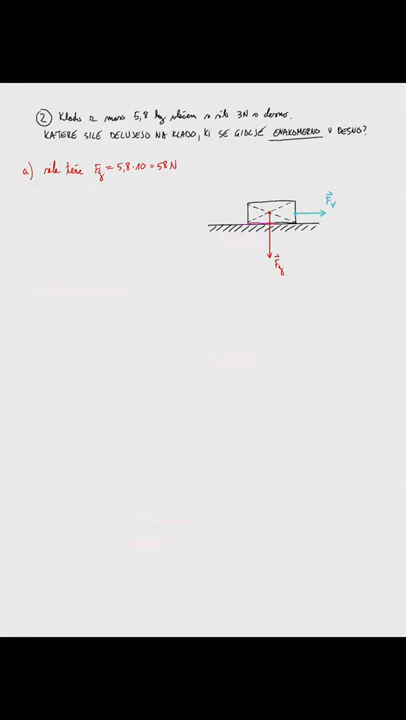 ② Klado z maso 5,8 kg vlečem s silo 3N v desno.
KATERE SILE DELUJEJO NA KLADO, KI SE GIBLJE ENAKOMERNO V DESNO?
a) sila teže Fg = 5,8·10 = 58 N
Fv
Fg